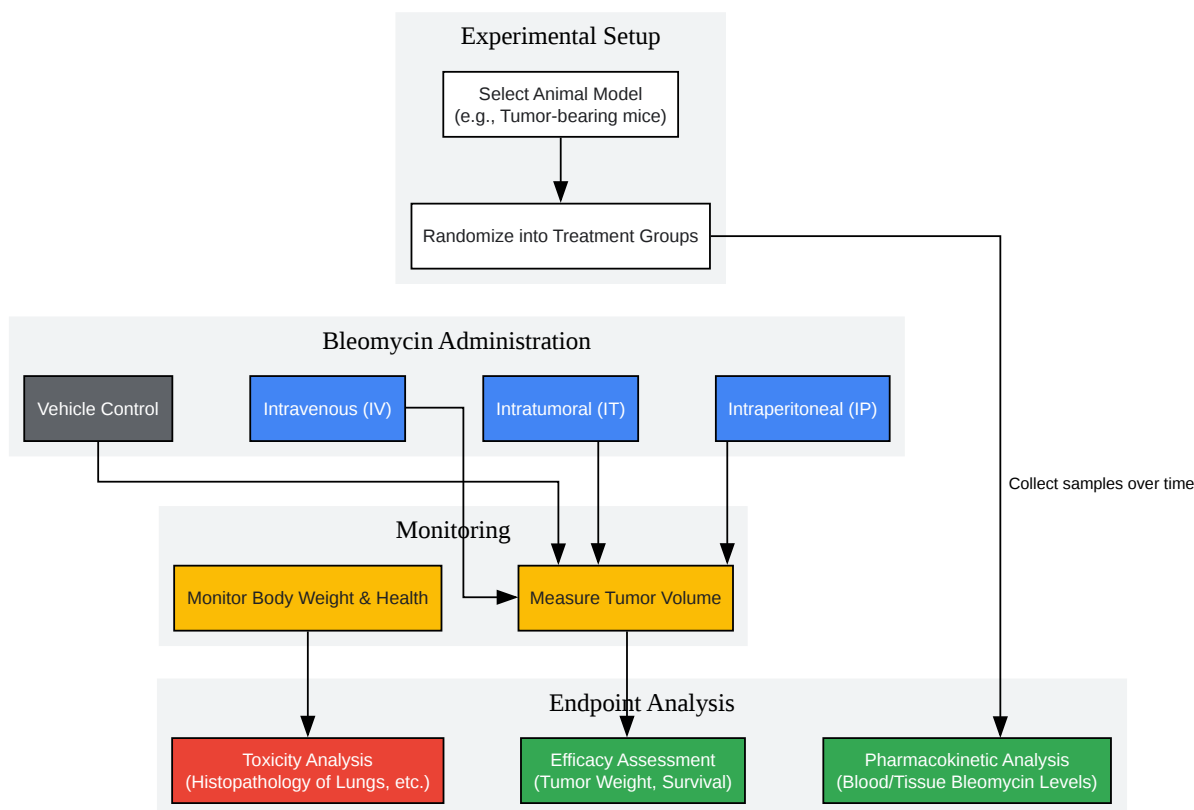 Experimental Setup
Select Animal Model
(e.g., Tumor-bearing mice)
Randomize into Treatment Groups
Bleomycin Administration
Vehicle Control
Intravenous (IV)
Intratumoral (IT)
Intraperitoneal (IP)
Collect samples over time
Monitoring
Monitor Body Weight & Health
Measure Tumor Volume
Endpoint Analysis
Toxicity Analysis
(Histopathology of Lungs, etc.)
Efficacy Assessment
(Tumor Weight, Survival)
Pharmacokinetic Analysis
(Blood/Tissue Bleomycin Levels)